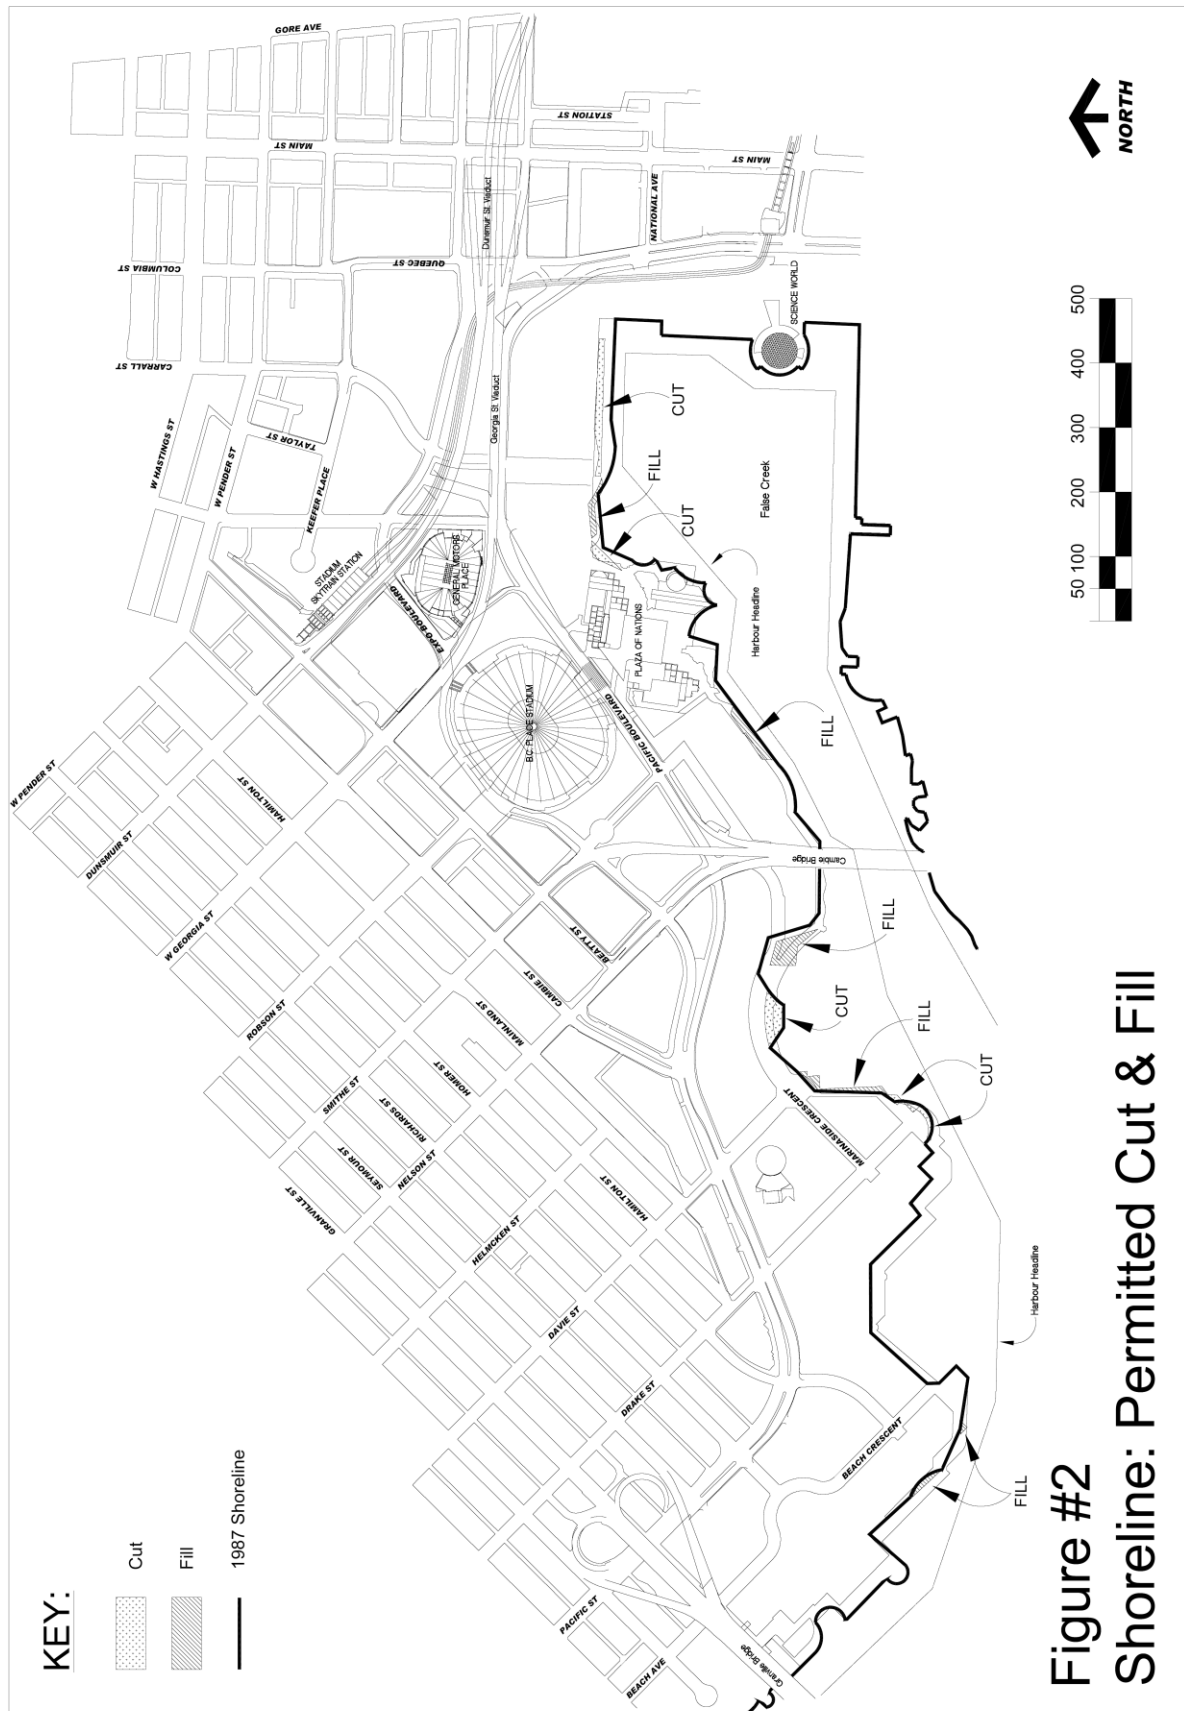 GORE AVE
MAIN ST
STATION ST
MAIN ST
NATIONAL AVE
NORTH
COLUMBIA ST
QUEBEC ST
Dunsmuir St. Viaduct
SCIENCE WORLD
CARRALL ST
W HASTINGS ST
W PENDER ST
TAYLOR ST
KEEFER PLACE
Georgia St. Viaduct
STADIUM
SKYTRAIN STATION
GENERAL MOTORS
PLACE
EXPO BOULEVARD
CUT
FILL
CUT
False Creek
PLAZA OF NATIONS
Harbour Headline
FILL
B.C. PLACE STADIUM
PACIFIC BOULEVARD
W PENDER ST
DUNSMUIR ST
HAMILTON ST
W GEORGIA ST
ROBSON ST
SMITHE ST
BEATTY ST
CAMBIE ST
MAINLAND ST
HOMER ST
RICHARDS ST
SEYMOUR ST
GRANVILLE ST
NELSON ST
HELMCKEN ST
HAMILTON ST
DAVIE ST
DRAKE ST
Cambie Bridge
FILL
CUT
FILL
CUT
MARINASIDE CRESCENT
Harbour Headline
BEACH CRESCENT
FILL
PACIFIC ST
BEACH AVE
Granville Bridge
50 100 200 300 400 500
KEY:
Cut
Fill
1987 Shoreline
Figure #2
Shoreline: Permitted Cut & Fill